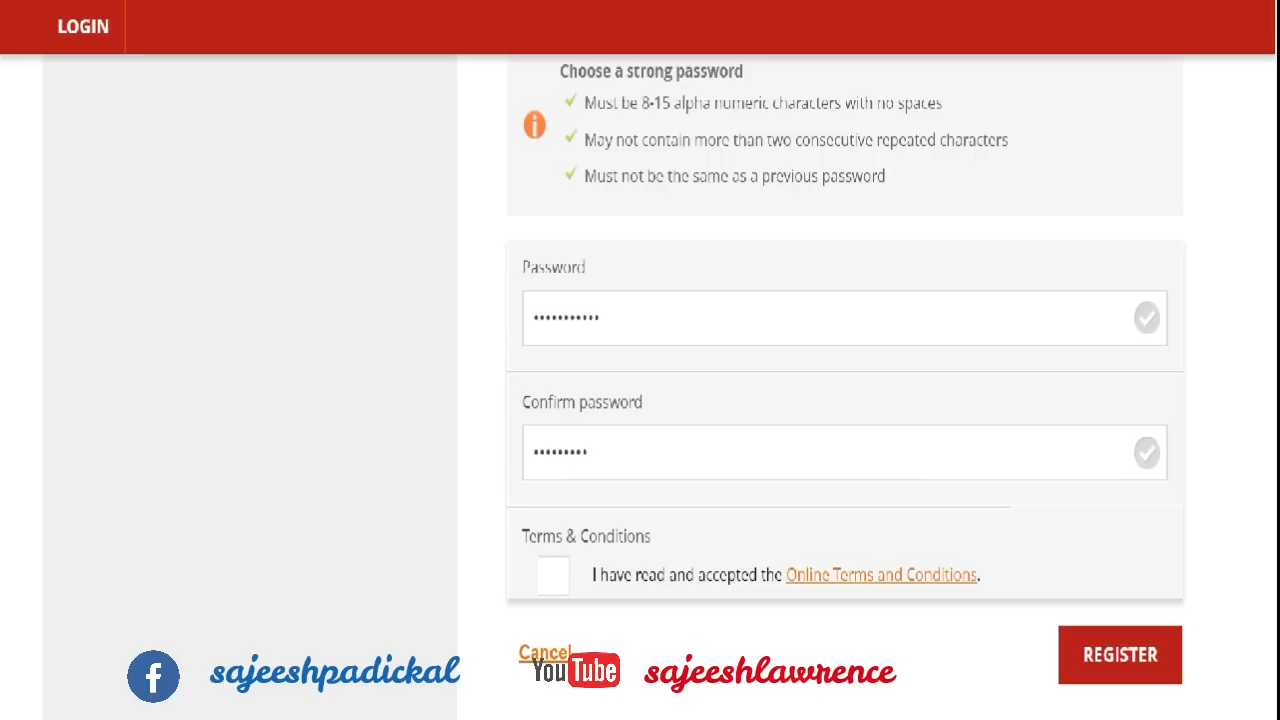 LOGIN
Choose a strong password
Must be 8-15 alpha numeric characters with no spaces
May not contain more than two consecutive repeated characters
Must not be the same as a previous password
Password
•••••••••••
Confirm password
•••••••••
Terms & Conditions
I have read and accepted the Online Terms and Conditions.
Cancel
REGISTER
f sajeeshpadickal YouTube sajeeshlawrence